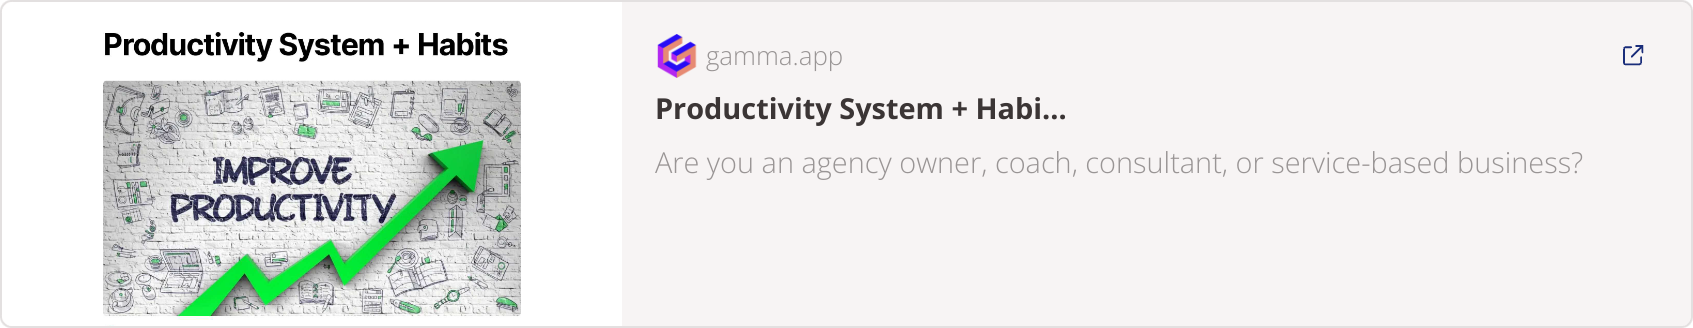 Productivity System + Habits
IMPROVE
PRODUCTIVITY
gamma.app
Productivity System + Habi...
Are you an agency owner, coach, consultant, or service-based business?